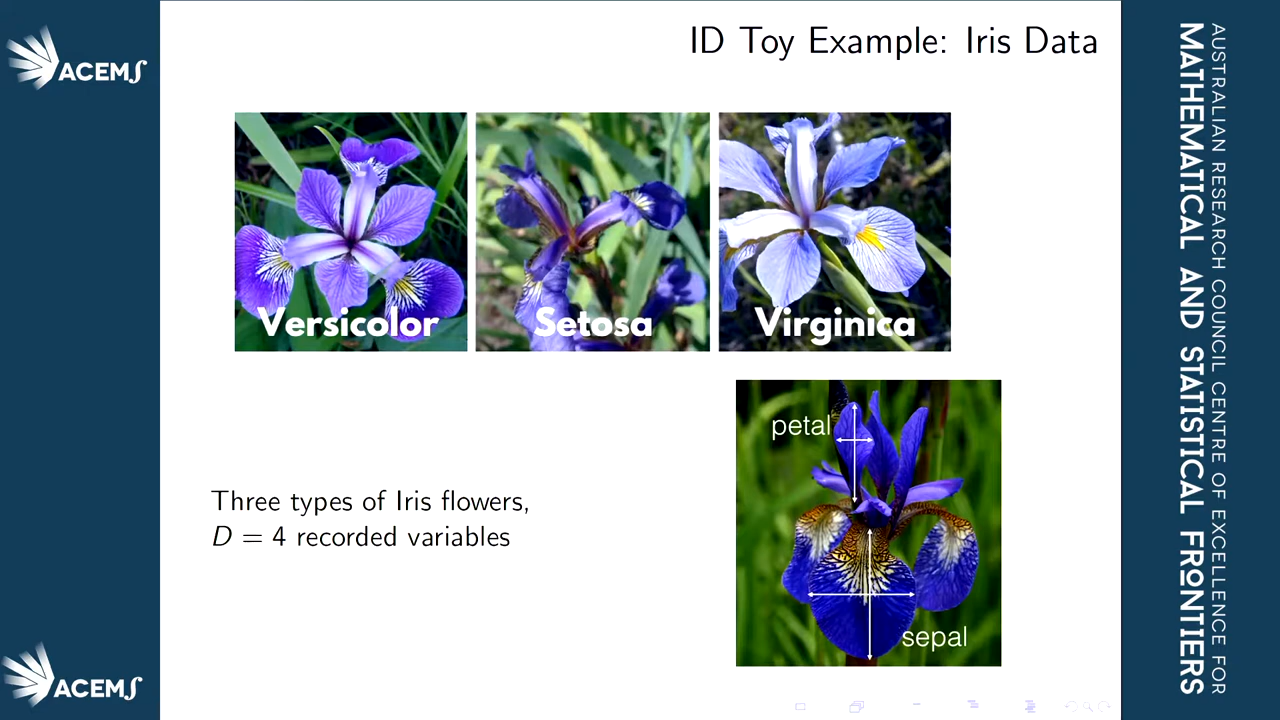 ID Toy Example: Iris Data
ACEMS
Versicolor
Setosa
Virginica
petal
sepal
Three types of Iris flowers,
D = 4 recorded variables
ACEMS
AUSTRALIAN RESEARCH COUNCIL CENTRE OF EXCELLENCE FOR
MATHEMATICAL AND STATISTICAL FRONTIERS